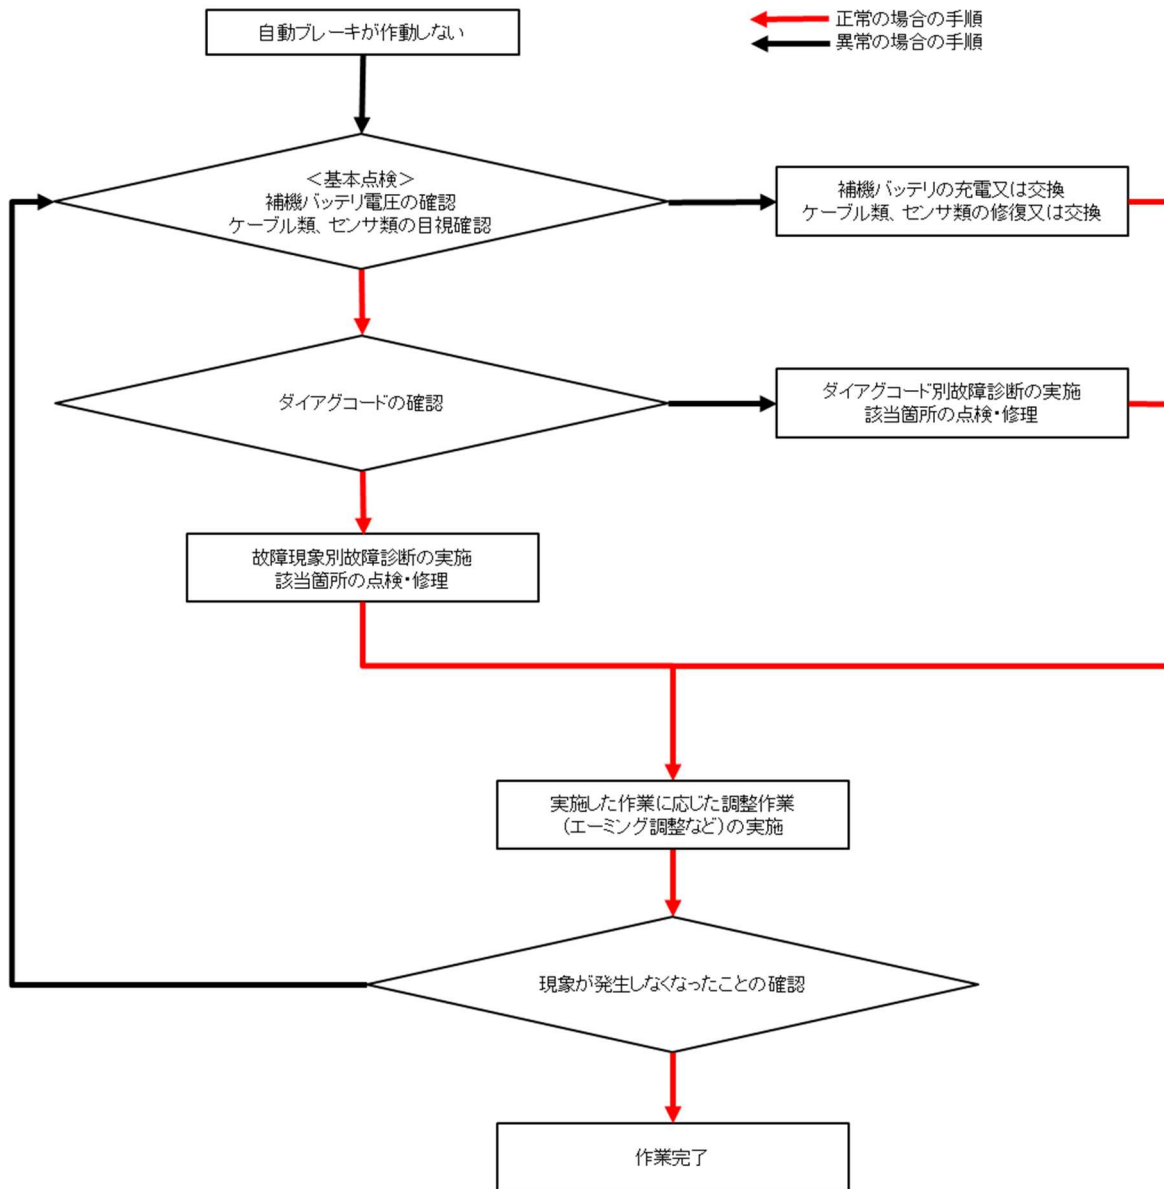 自動ブレーキが作動しない
正常の場合の手順
異常の場合の手順
＜基本点検＞
補機バッテリ電圧の確認
ケーブル類、センサ類の目視確認
補機バッテリの充電又は交換
ケーブル類、センサ類の修復又は交換
ダイアグコードの確認
ダイアグコード別故障診断の実施
該当箇所の点検・修理
故障現象別故障診断の実施
該当箇所の点検・修理
実施した作業に応じた調整作業
（エーミング調整など）の実施
現象が発生しなくなったことの確認
作業完了